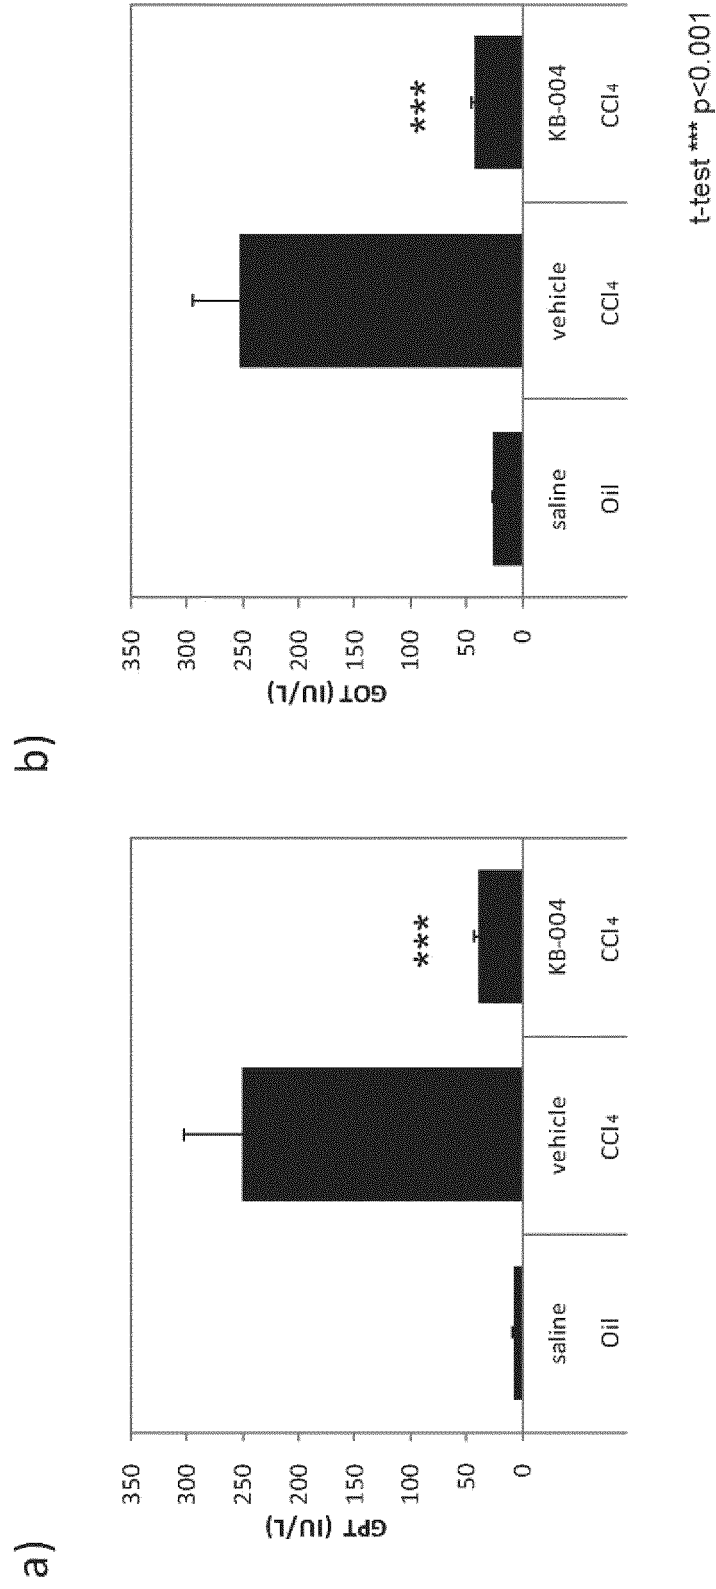 a)
GPT (IU/L)
350
300
250
200
150
100
50
0
***
saline vehicle KB-004
Oil CCl₄ CCl₄
b)
GOT (IU/L)
350
300
250
200
150
100
50
0
***
saline vehicle KB-004
Oil CCl₄ CCl₄
t-test *** p<0.001